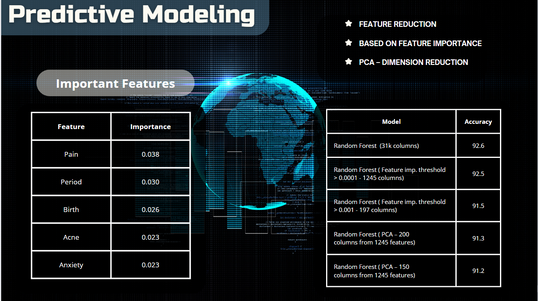 Predictive Modeling
FEATURE REDUCTION
BASED ON FEATURE IMPORTANCE
PCA – DIMENSION REDUCTION
Important Features
Feature Importance
Pain 0.038
Period 0.030
Birth 0.026
Acne 0.023
Anxiety 0.023
Model Accuracy
Random Forest (31k columns) 92.6
Random Forest ( Feature imp. threshold
> 0.0001 - 1245 columns) 92.5
Random Forest ( Feature imp. threshold
> 0.001 - 197 columns) 91.5
Random Forest ( PCA – 200
columns from 1245 features) 91.3
Random Forest ( PCA – 150
columns from 1245 features) 91.2